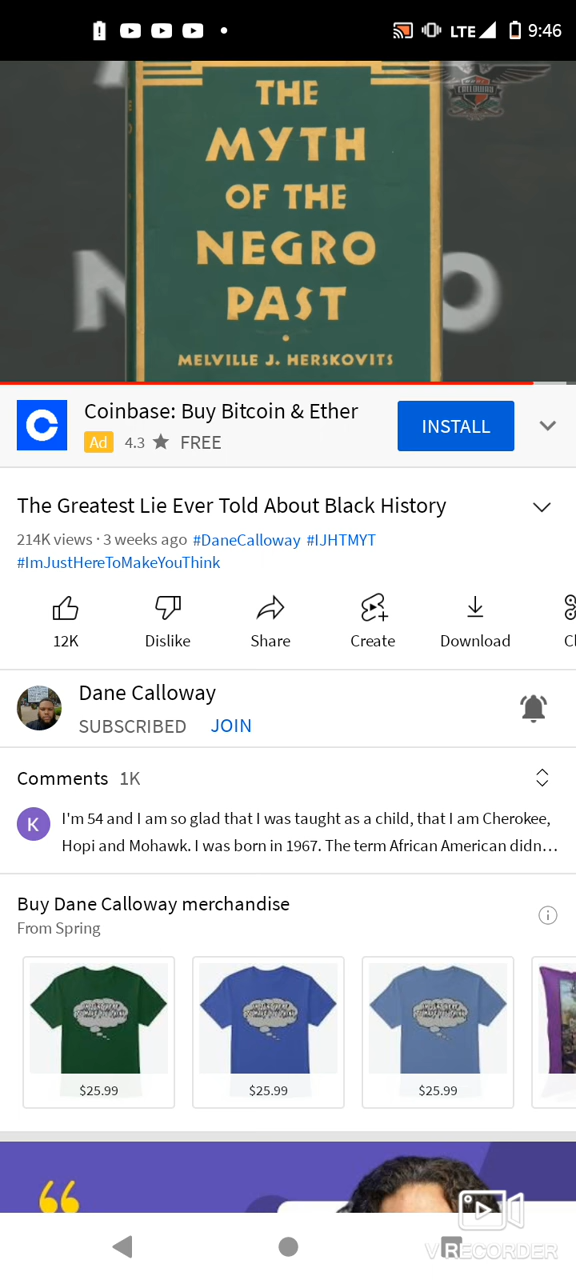 LTE 9:46
THE
MYTH
OF THE
NEGRO
PAST
MELVILLE J. HERSKOVITS
Coinbase: Buy Bitcoin & Ether
Ad 4.3 ★ FREE
INSTALL
The Greatest Lie Ever Told About Black History
214K views · 3 weeks ago #DaneCalloway #IJHTMYT
#ImJustHereToMakeYouThink
12K Dislike Share Create Download Cl
Dane Calloway
SUBSCRIBED JOIN
Comments 1K
K
I'm 54 and I am so glad that I was taught as a child, that I am Cherokee,
Hopi and Mohawk. I was born in 1967. The term African American didn…
Buy Dane Calloway merchandise
From Spring
$25.99 $25.99 $25.99
VRECORDER